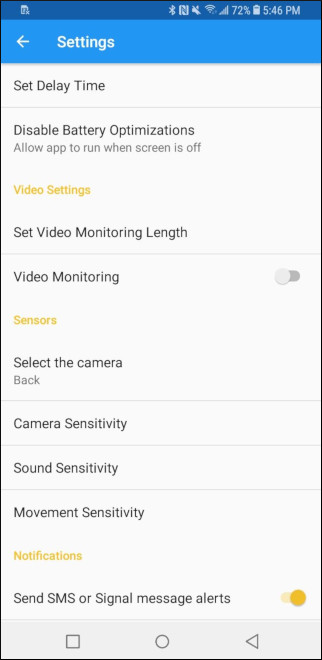 72% 5:46 PM
Settings
Set Delay Time
Disable Battery Optimizations
Allow app to run when screen is off
Video Settings
Set Video Monitoring Length
Video Monitoring
Sensors
Select the camera
Back
Camera Sensitivity
Sound Sensitivity
Movement Sensitivity
Notifications
Send SMS or Signal message alerts